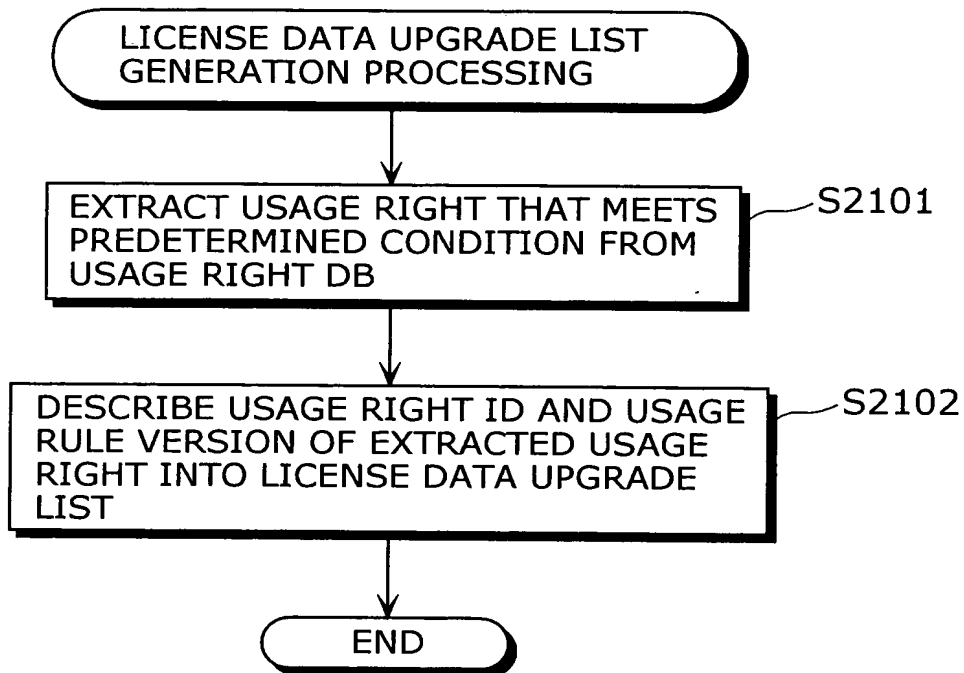 LICENSE DATA UPGRADE LIST
GENERATION PROCESSING
EXTRACT USAGE RIGHT THAT MEETS
PREDETERMINED CONDITION FROM
USAGE RIGHT DB
S2101
DESCRIBE USAGE RIGHT ID AND USAGE
RULE VERSION OF EXTRACTED USAGE
RIGHT INTO LICENSE DATA UPGRADE
LIST
S2102
END